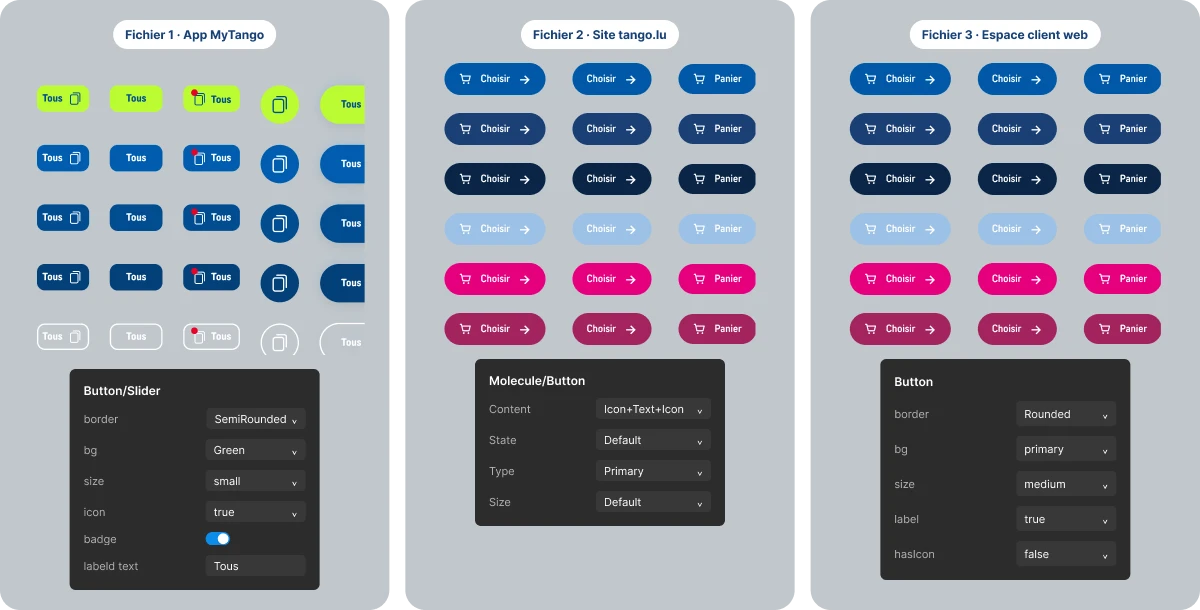 Fichier 1 · App MyTango
Tous Tous Tous Tous
Tous Tous Tous Tous
Tous Tous Tous Tous
Tous Tous Tous Tous
Tous Tous Tous Tous
Button/Slider
border SemiRounded
bg Green
size small
icon true
badge
labeld text Tous
Fichier 2 · Site tango.lu
Choisir Choisir Panier
Choisir Choisir Panier
Choisir Choisir Panier
Choisir Choisir Panier
Choisir Choisir Panier
Choisir Choisir Panier
Molecule/Button
Content Icon+Text+Icon
State Default
Type Primary
Size Default
Fichier 3 · Espace client web
Choisir Choisir Panier
Choisir Choisir Panier
Choisir Choisir Panier
Choisir Choisir Panier
Choisir Choisir Panier
Choisir Choisir Panier
Button
border Rounded
bg primary
size medium
label true
hasIcon false